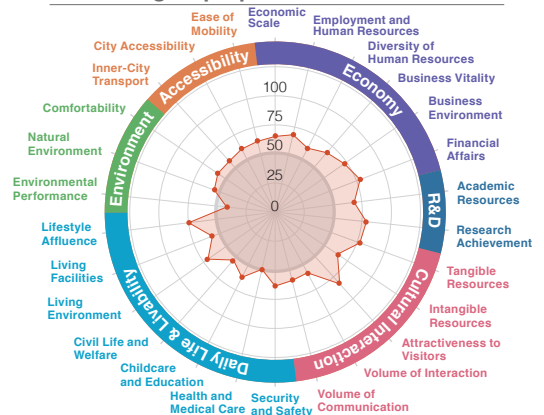 Economic
Scale
Employment and
Human Resources
Diversity of
Human Resources
Business Vitality
Business
Environment
Financial
Affairs
Academic
Resources
Research
Achievement
Tangible
Resources
Intangible
Resources
Attractiveness to
Visitors
Volume of Interaction
Volume of
Communication
Security
and Safety
Health and
Medical Care
Childcare
and Education
Civil Life and
Welfare
Living
Environment
Living
Facilities
Lifestyle
Affluence
Environmental
Performance
Natural
Environment
Comfortability
Inner-City
Transport
City Accessibility
Ease of
Mobility
Economy
R&D
Cultural Interaction
Daily Life & Livability
Environment
Accessibility
100
75
50
25
0